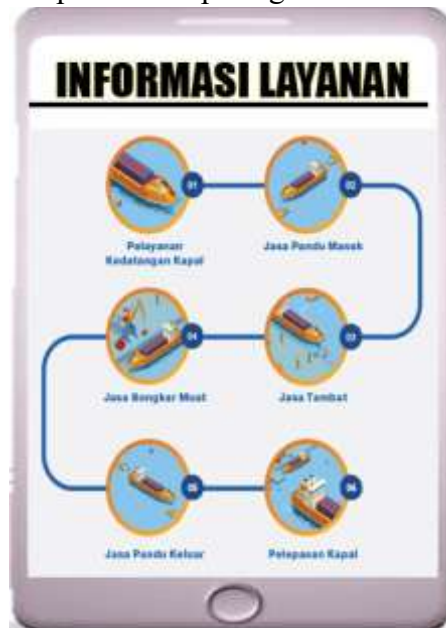 INFORMASI LAYANAN
01
02
Pelayanan
Kedatangan Kapal
Jasa Pandu Masuk
04
03
Jasa Bongkar Muat
Jasa Tambat
05
06
Jasa Pandu Keluar
Pelepasan Kapal